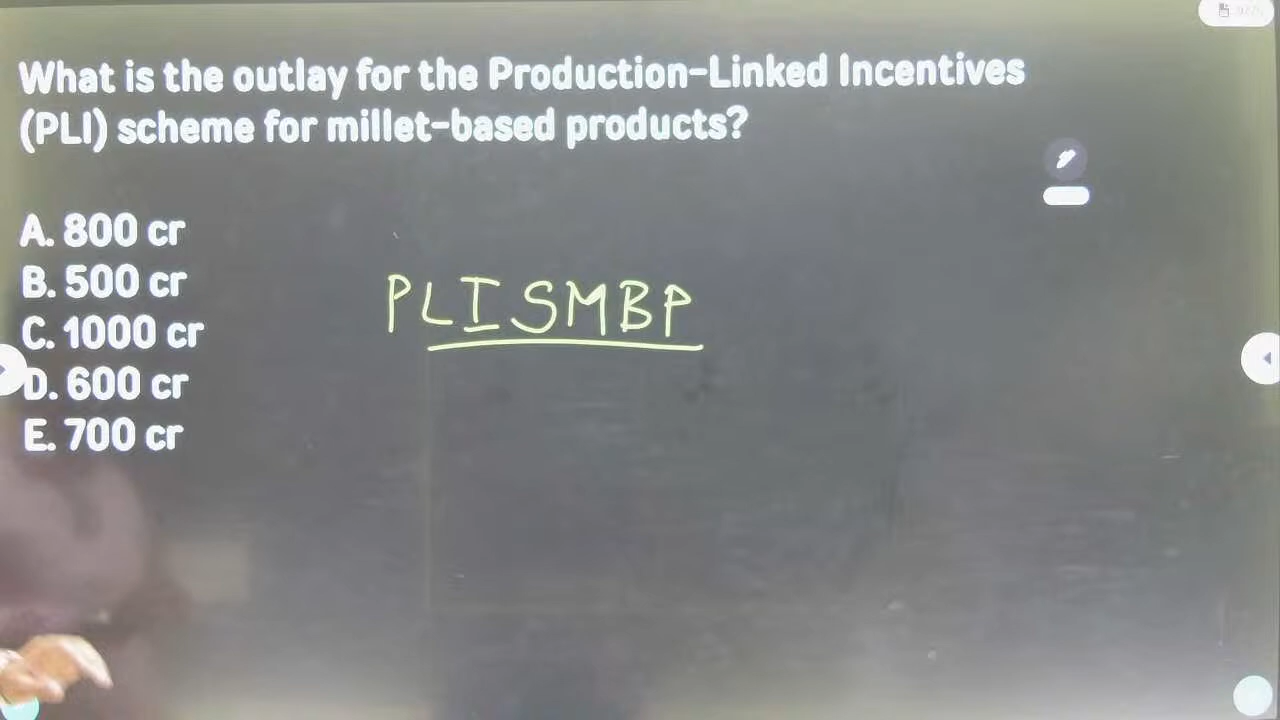 What is the outlay for the Production-Linked Incentives
(PLI) scheme for millet-based products?
A. 800 cr
B. 500 cr
C. 1000 cr
D. 600 cr
E. 700 cr
PLISMBP